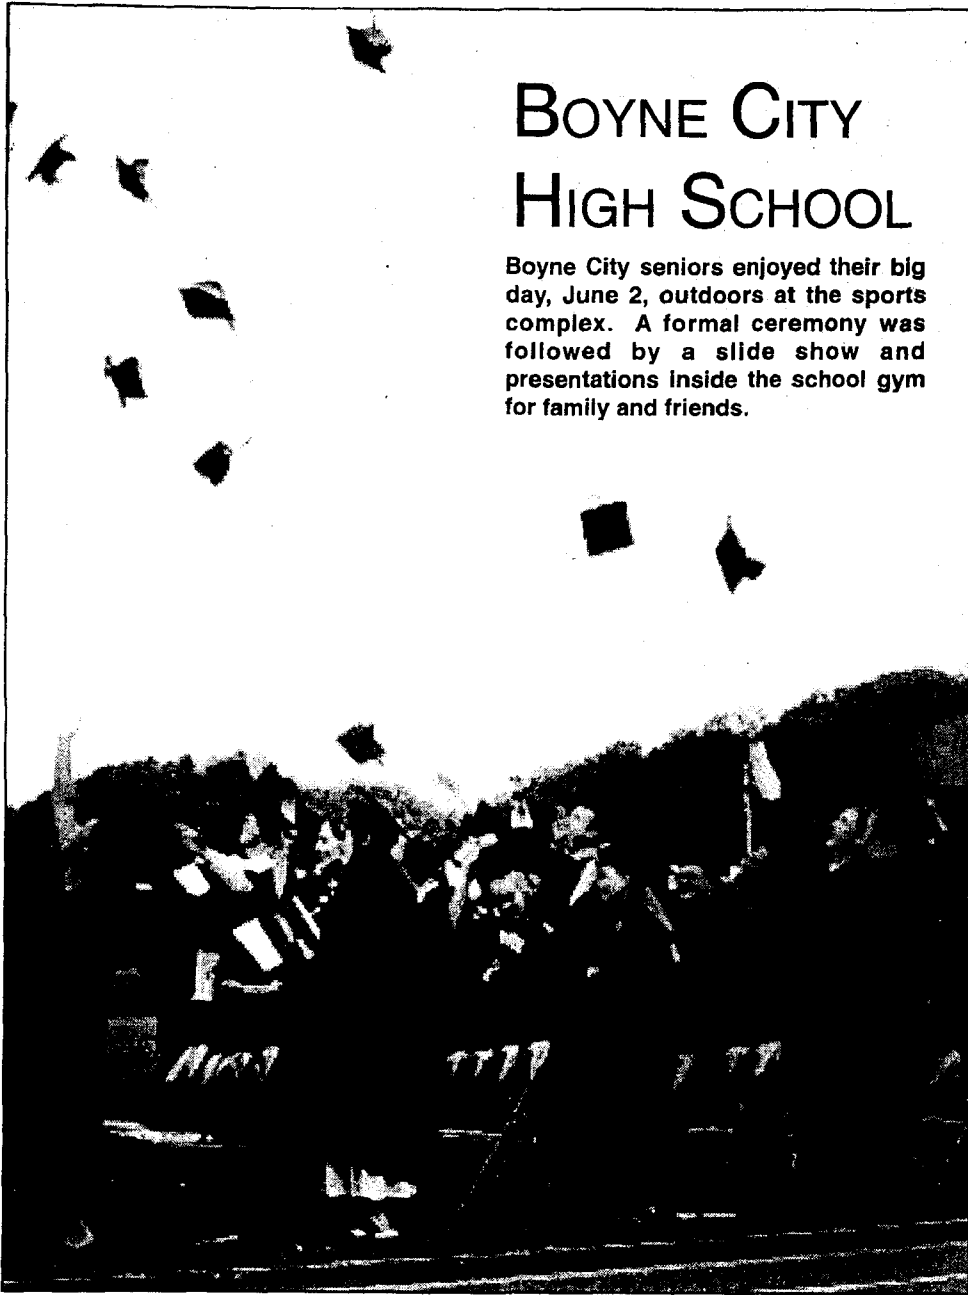 BOYNE CITY
HIGH SCHOOL
Boyne City seniors enjoyed their big
day, June 2, outdoors at the sports
complex. A formal ceremony was
followed by a slide show and
presentations inside the school gym
for family and friends.